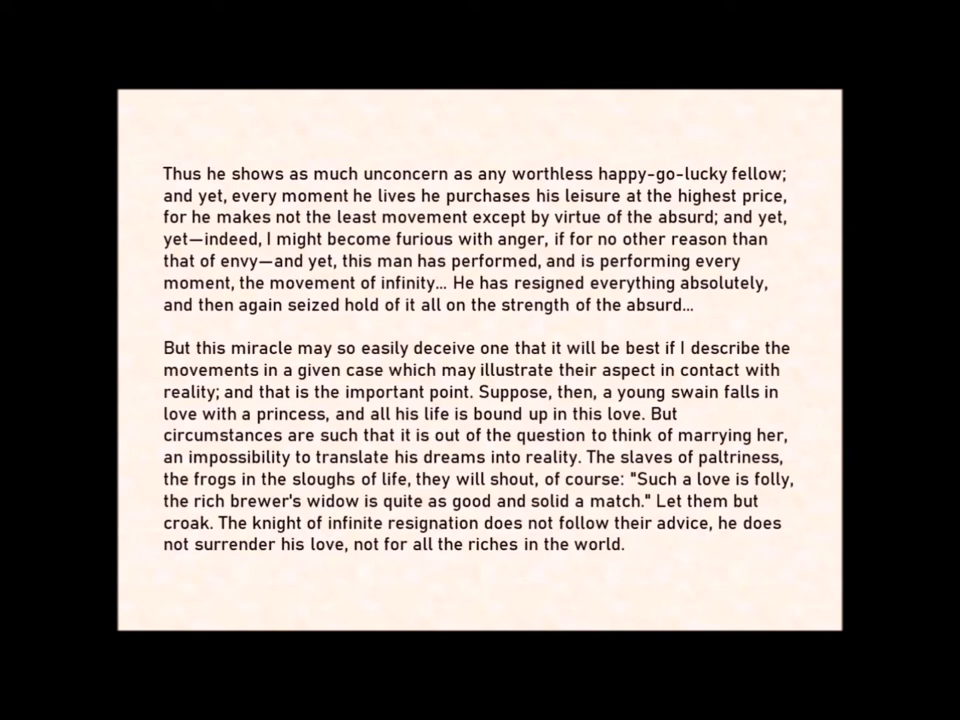 Thus he shows as much unconcern as any worthless happy-go-lucky fellow;
and yet, every moment he lives he purchases his leisure at the highest price,
for he makes not the least movement except by virtue of the absurd; and yet,
yet—indeed, I might become furious with anger, if for no other reason than
that of envy—and yet, this man has performed, and is performing every
moment, the movement of infinity... He has resigned everything absolutely,
and then again seized hold of it all on the strength of the absurd...
But this miracle may so easily deceive one that it will be best if I describe the
movements in a given case which may illustrate their aspect in contact with
reality; and that is the important point. Suppose, then, a young swain falls in
love with a princess, and all his life is bound up in this love. But
circumstances are such that it is out of the question to think of marrying her,
an impossibility to translate his dreams into reality. The slaves of paltriness,
the frogs in the sloughs of life, they will shout, of course: "Such a love is folly,
the rich brewer's widow is quite as good and solid a match." Let them but
croak. The knight of infinite resignation does not follow their advice, he does
not surrender his love, not for all the riches in the world.